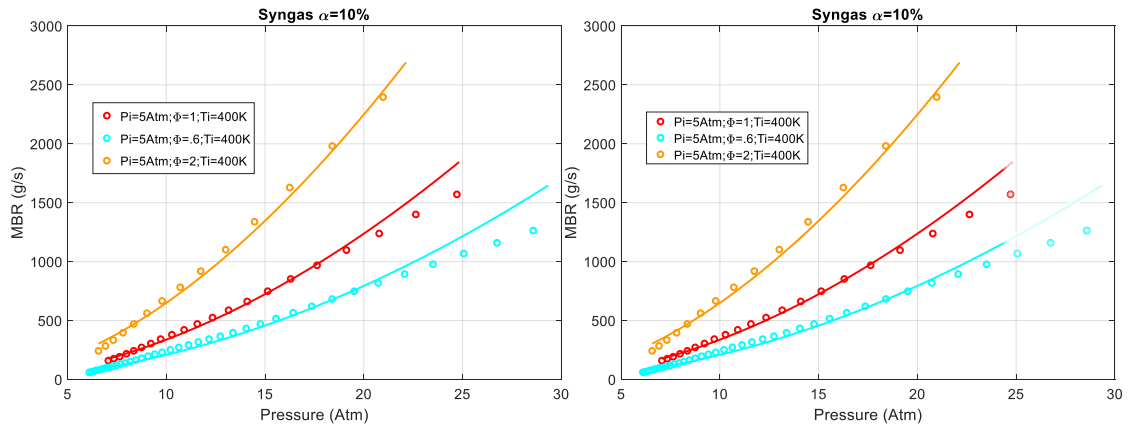 Syngas α=10%
3000
2500
2000
1500
1000
500
0
MBR (g/s)
Pi=5Atm;Φ=1;Ti=400K
Pi=5Atm;Φ=.6;Ti=400K
Pi=5Atm;Φ=2;Ti=400K
5 10 15 20 25 30
Pressure (Atm)
Syngas α=10%
3000
2500
2000
1500
1000
500
0
MBR (g/s)
Pi=5Atm;Φ=1;Ti=400K
Pi=5Atm;Φ=.6;Ti=400K
Pi=5Atm;Φ=2;Ti=400K
5 10 15 20 25 30
Pressure (Atm)